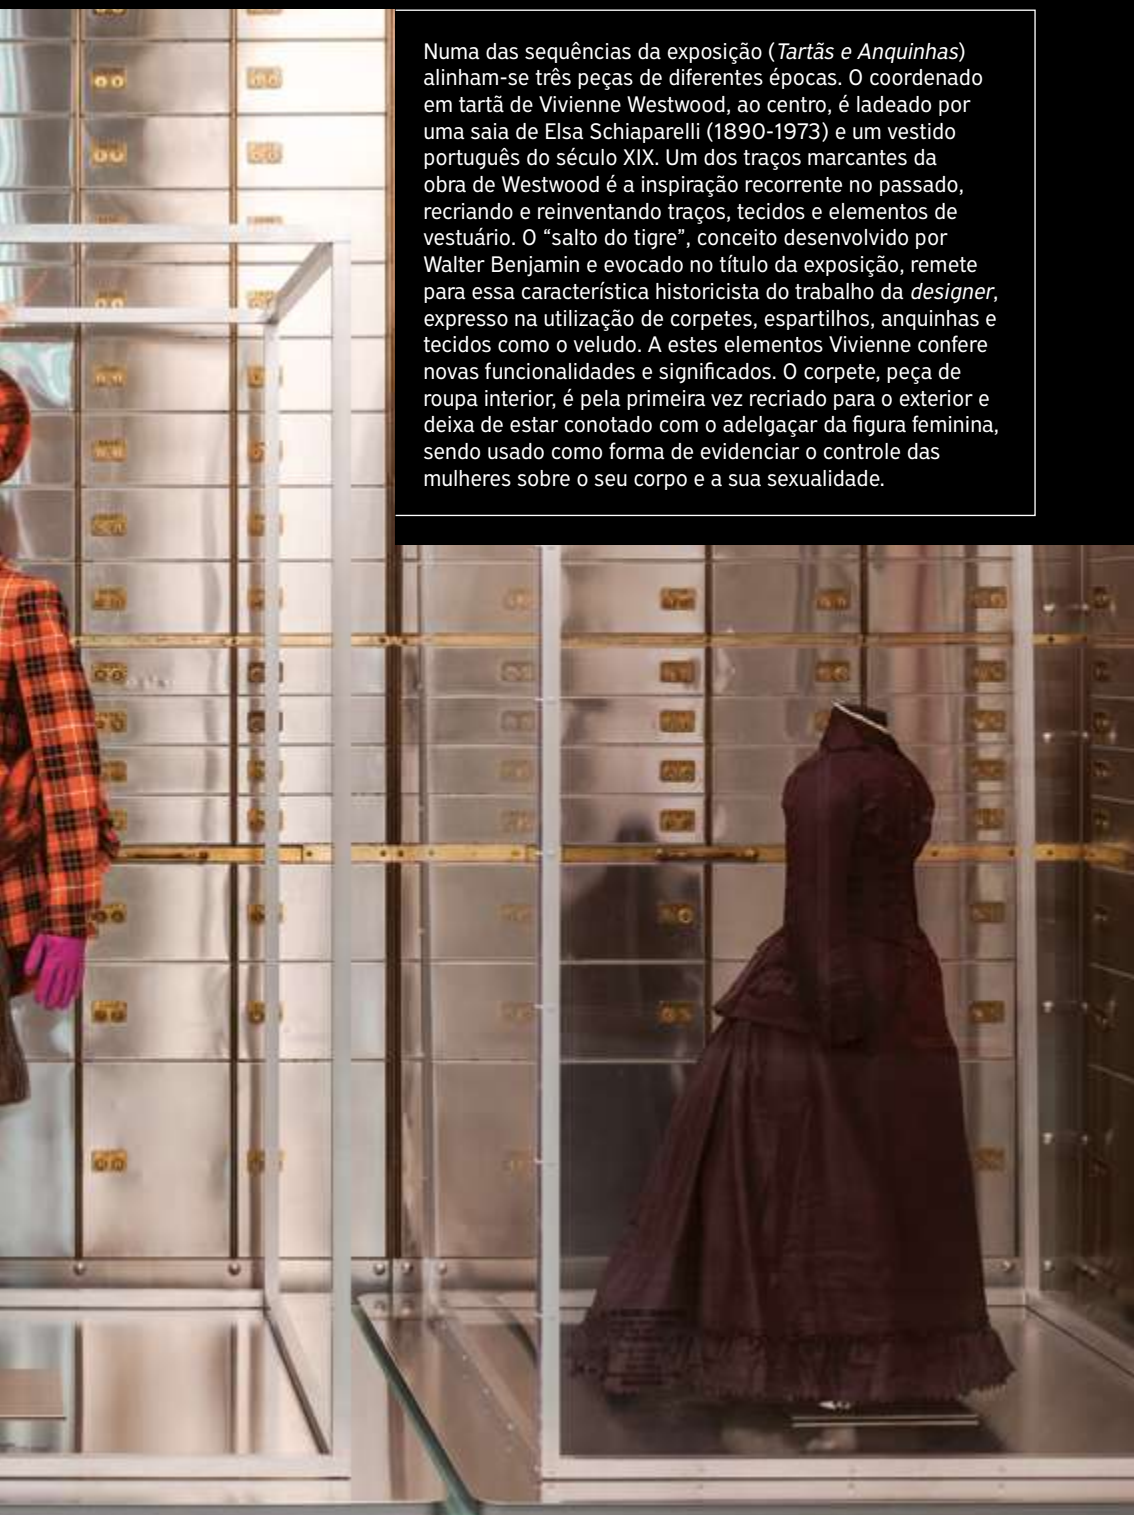 Numa das sequências da exposição (Tartãs e Anquinhas)
alinham-se três peças de diferentes épocas. O coordenado
em tartã de Vivienne Westwood, ao centro, é ladeado por
uma saia de Elsa Schiaparelli (1890-1973) e um vestido
português do século XIX. Um dos traços marcantes da
obra de Westwood é a inspiração recorrente no passado,
recriando e reinventando traços, tecidos e elementos de
vestuário. O “salto do tigre”, conceito desenvolvido por
Walter Benjamin e evocado no título da exposição, remete
para essa característica historicista do trabalho da designer,
expresso na utilização de corpetes, espartilhos, anquinhas e
tecidos como o veludo. A estes elementos Vivienne confere
novas funcionalidades e significados. O corpete, peça de
roupa interior, é pela primeira vez recriado para o exterior e
deixa de estar conotado com o adelgaçar da figura feminina,
sendo usado como forma de evidenciar o controle das
mulheres sobre o seu corpo e a sua sexualidade.